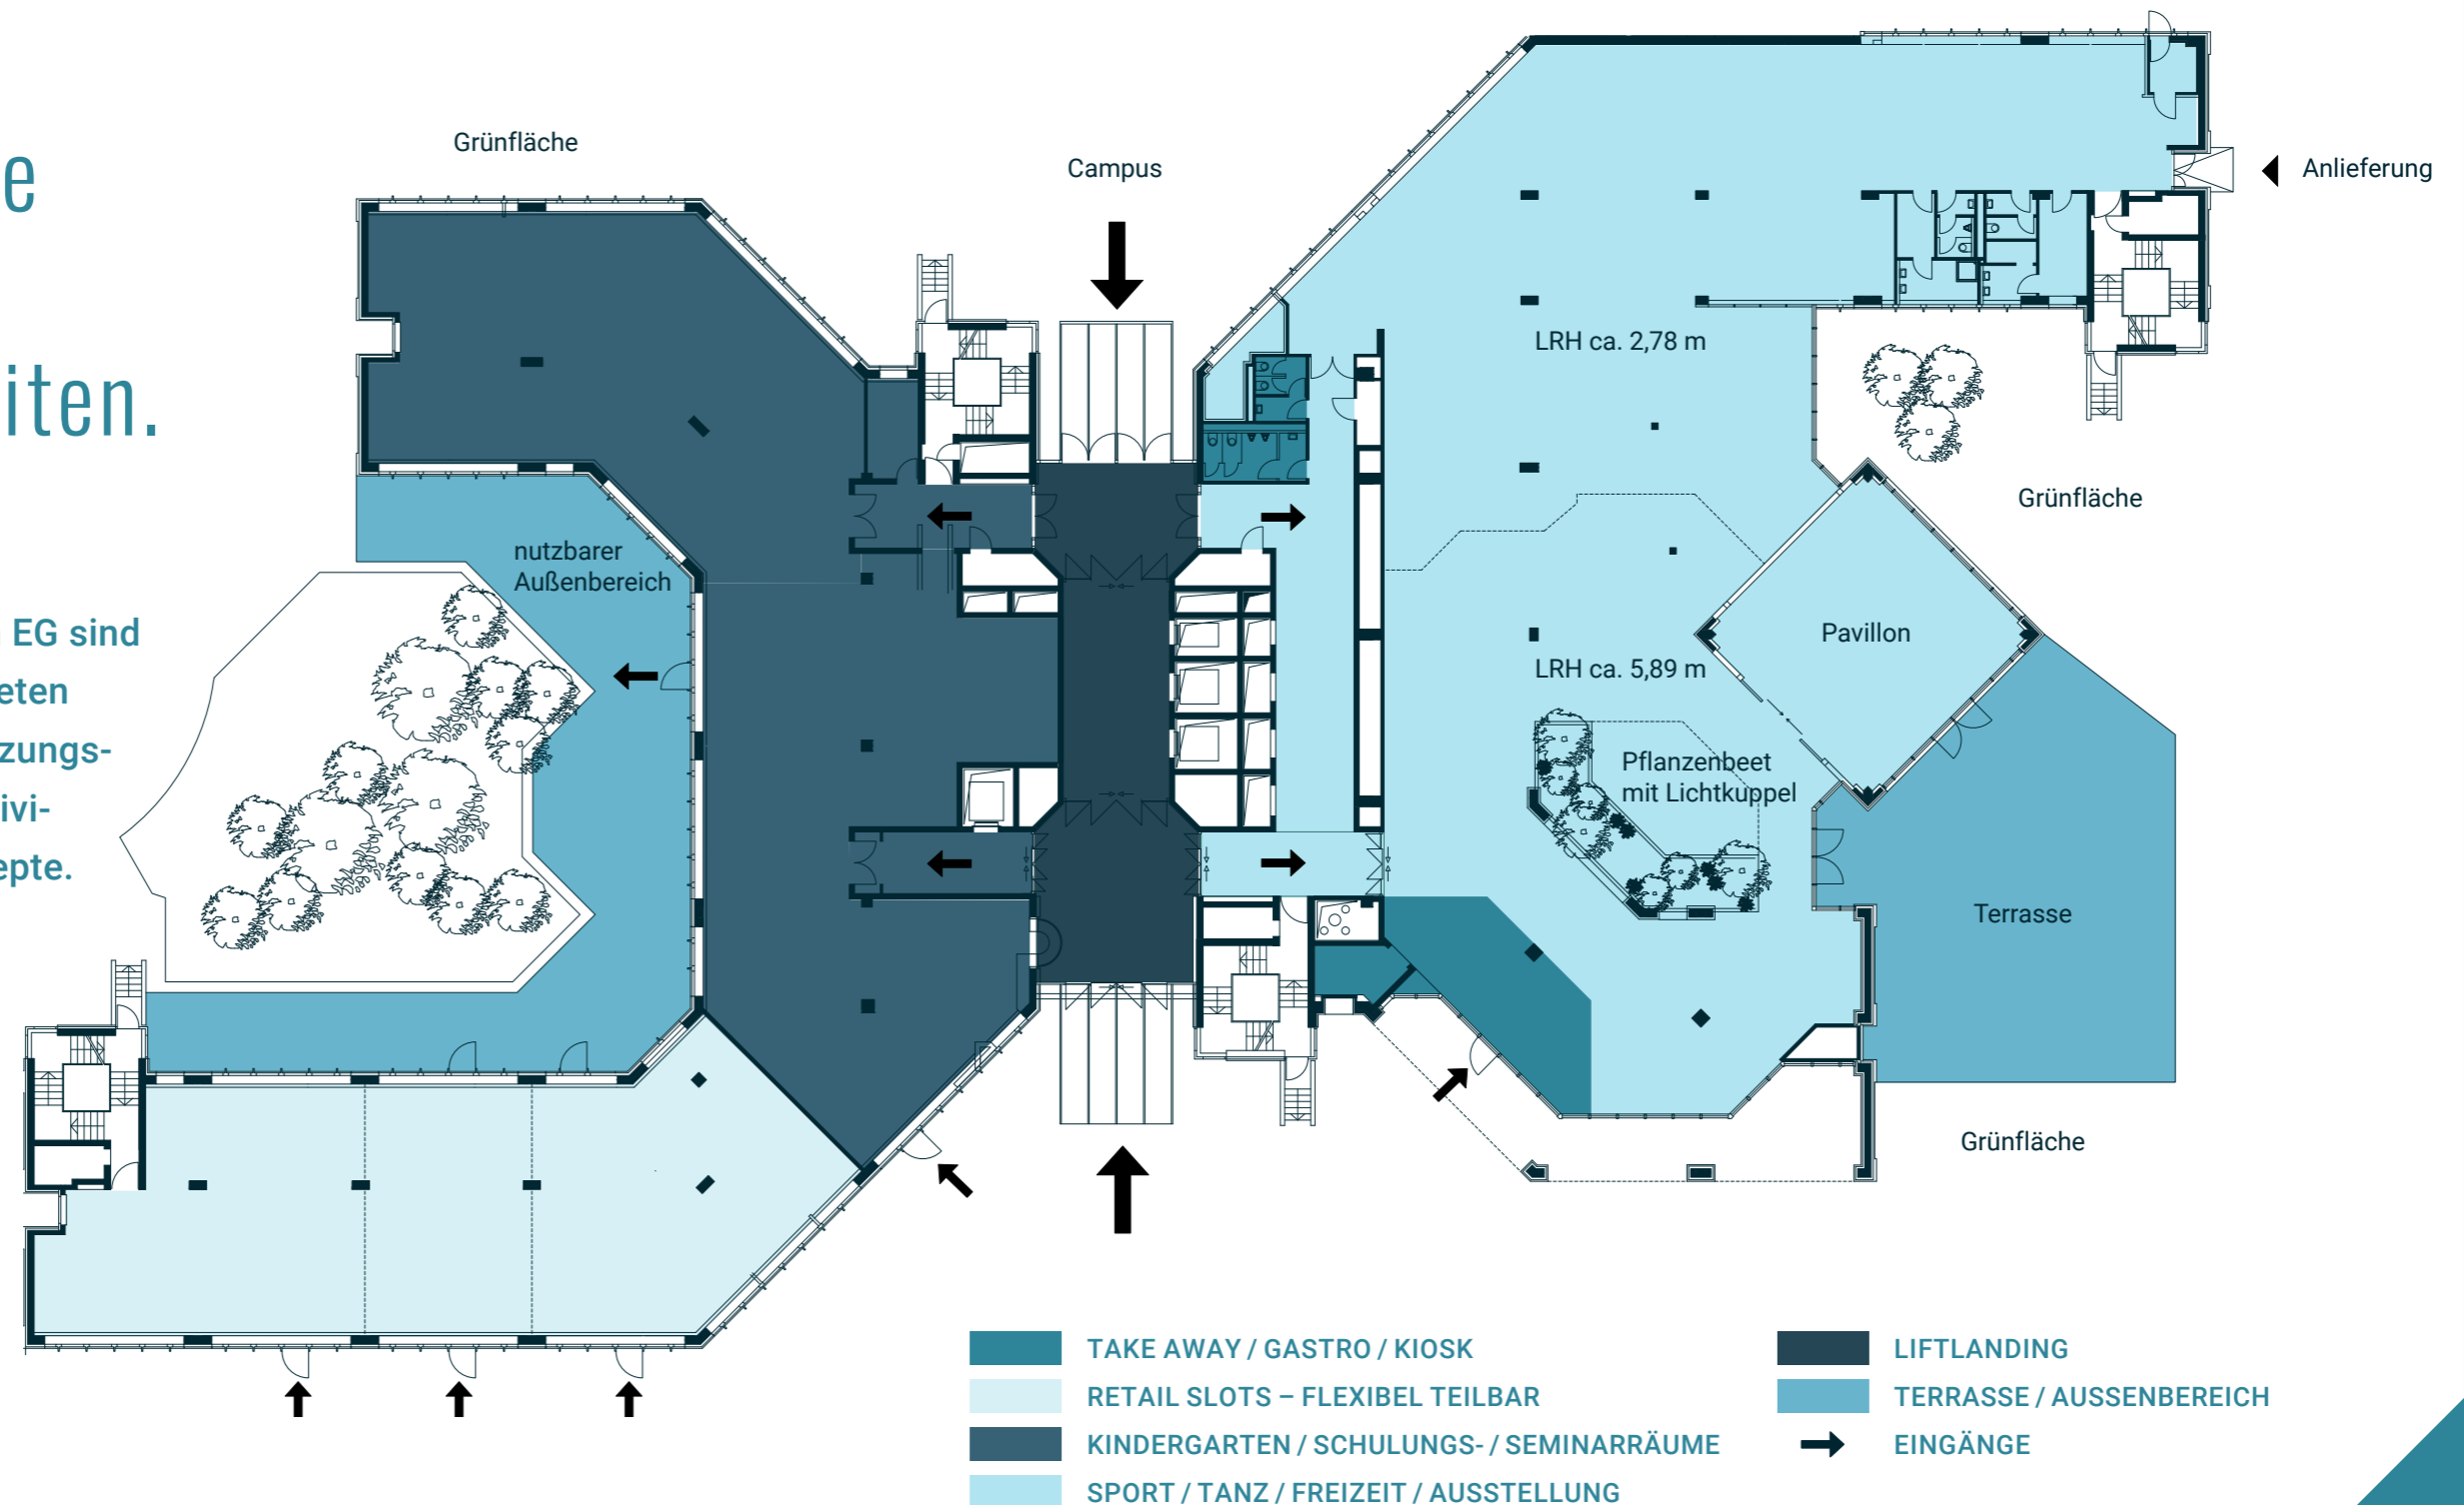 e
iten.
EG sind
eten
zungs-
ivi-
epte.
Grünfläche
Campus
Anlieferung
LRH ca. 2,78 m
Grünfläche
nutzbarer
Außenbereich
Pavillon
LRH ca. 5,89 m
Pflanzenbeet
mit Lichtkuppel
Terrasse
Grünfläche
TAKE AWAY / GASTRO / KIOSK
RETAIL SLOTS – FLEXIBEL TEILBAR
KINDERGARTEN / SCHULUNGS- / SEMINARRÄUME
SPORT / TANZ / FREIZEIT / AUSSTELLUNG
LIFTLANDING
TERRASSE / AUSSENBEREICH
EINGÄNGE